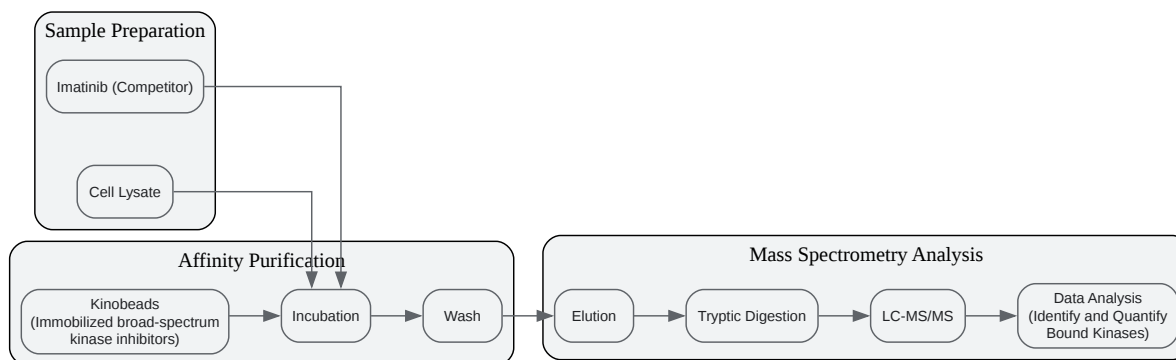 Sample Preparation
Imatinib (Competitor)
Cell Lysate
Affinity Purification
Kinobeads
(Immobilized broad-spectrum
kinase inhibitors)
Incubation
Wash
Mass Spectrometry Analysis
Elution
Tryptic Digestion
LC-MS/MS
Data Analysis
(Identify and Quantify
Bound Kinases)